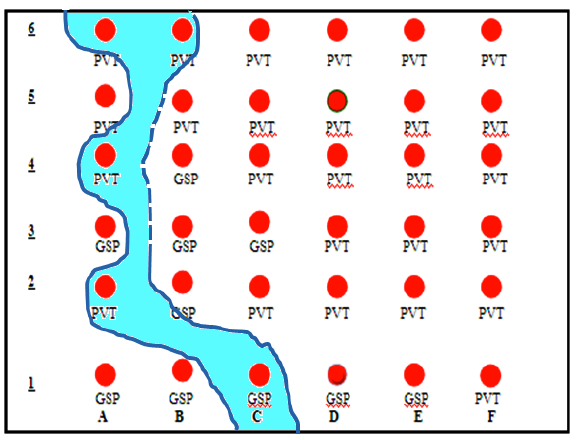 6
PVT PVT PVT PVT PVT PVT
5
PVT PVT PVT PVT PVT PVT
4
PVT GSP PVT PVT PVT PVT
3
GSP GSP GSP PVT PVT PVT
2
PVT GSP PVT PVT PVT PVT
1
GSP GSP GSP GSP GSP PVT
A B C D E F